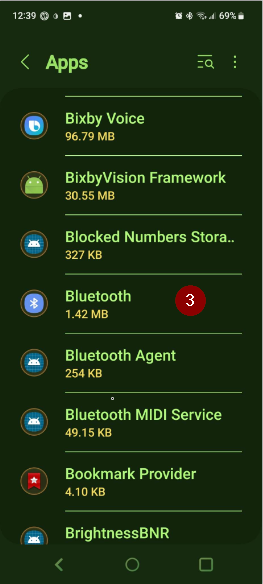 12:39 69%
Apps
Bixby Voice
96.79 MB
BixbyVision Framework
30.55 MB
Blocked Numbers Stora..
327 KB
Bluetooth
1.42 MB
3
Bluetooth Agent
254 KB
Bluetooth MIDI Service
49.15 KB
Bookmark Provider
4.10 KB
BrightnessBNR